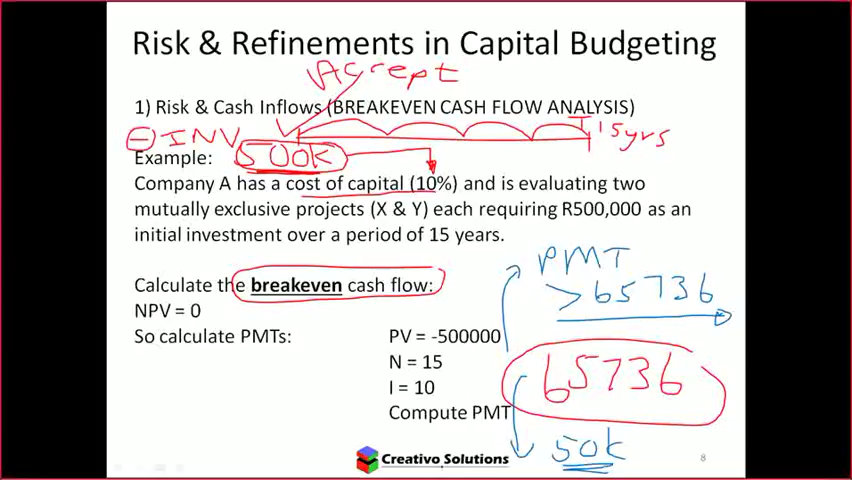 Risk & Refinements in Capital Budgeting
Accept
1) Risk & Cash Inflows (BREAKEVEN CASH FLOW ANALYSIS)
INV
15yrs
Example:
500k
Company A has a cost of capital (10%) and is evaluating two
mutually exclusive projects (X & Y) each requiring R500,000 as an
initial investment over a period of 15 years.
PMT
>65736
Calculate the breakeven cash flow:
NPV = 0
So calculate PMTs:
PV = -500000
N = 15
I = 10
Compute PMT
65736
50k
Creativo Solutions
8